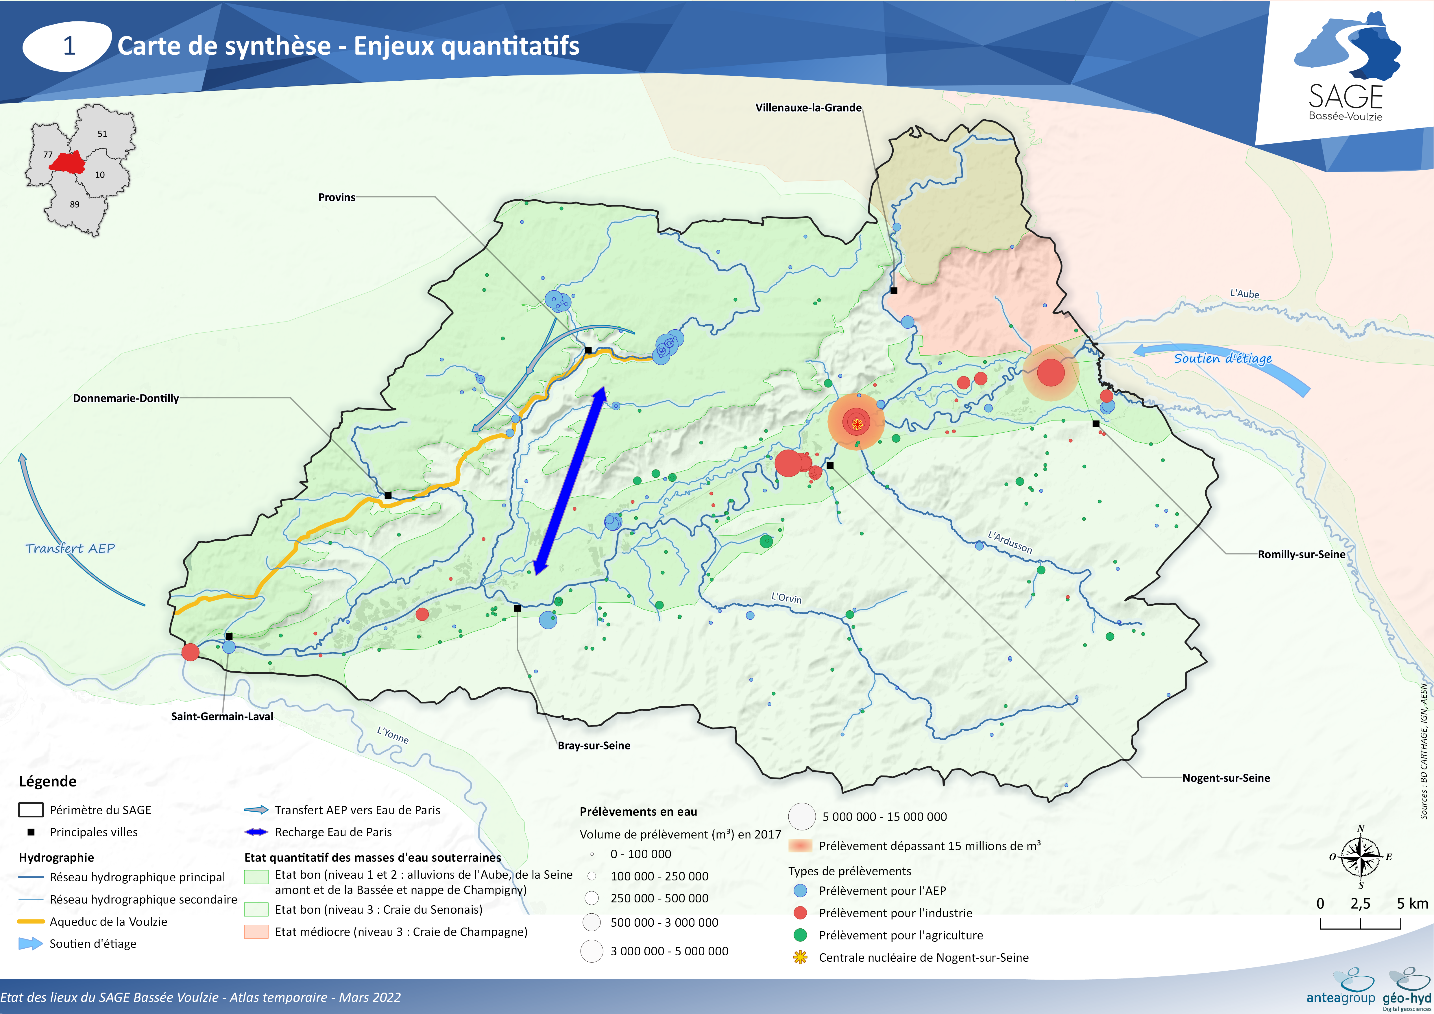 1
Carte de synthèse - Enjeux quantitatifs
SAGE
Bassée-Voulzie
51
77
10
89
Villenauxe-la-Grande
Provins
Donnemarie-Dontilly
L'Aube
Soutien d'étiage
Transfert AEP
L'Ardusson
L'Orvin
Romilly-sur-Seine
Saint-Germain-Laval
L'Yonne
Bray-sur-Seine
Nogent-sur-Seine
Sources : BD CARTHAGE, IGN, AESN,
Légende
Périmètre du SAGE
Principales villes
Hydrographie
Réseau hydrographique principal
Réseau hydrographique secondaire
Aqueduc de la Voulzie
Soutien d'étiage
Transfert AEP vers Eau de Paris
Recharge Eau de Paris
Etat quantitatif des masses d'eau souterraines
Etat bon (niveau 1 et 2 : alluvions de l'Aube, de la Seine
amont et de la Bassée et nappe de Champigny)
Etat bon (niveau 3 : Craie du Senonais)
Etat médiocre (niveau 3 : Craie de Champagne)
Prélèvements en eau
Volume de prélèvement (m³) en 2017
0 - 100 000
100 000 - 250 000
250 000 - 500 000
500 000 - 3 000 000
3 000 000 - 5 000 000
5 000 000 - 15 000 000
Prélèvement dépassant 15 millions de m³
Types de prélèvements
Prélèvement pour l'AEP
Prélèvement pour l'industrie
Prélèvement pour l'agriculture
Centrale nucléaire de Nogent-sur-Seine
N
O
E
S
0 2,5 5 km
Etat des lieux du SAGE Bassée Voulzie - Atlas temporaire - Mars 2022
anteagroup
géo-hyd
Digital geosciences